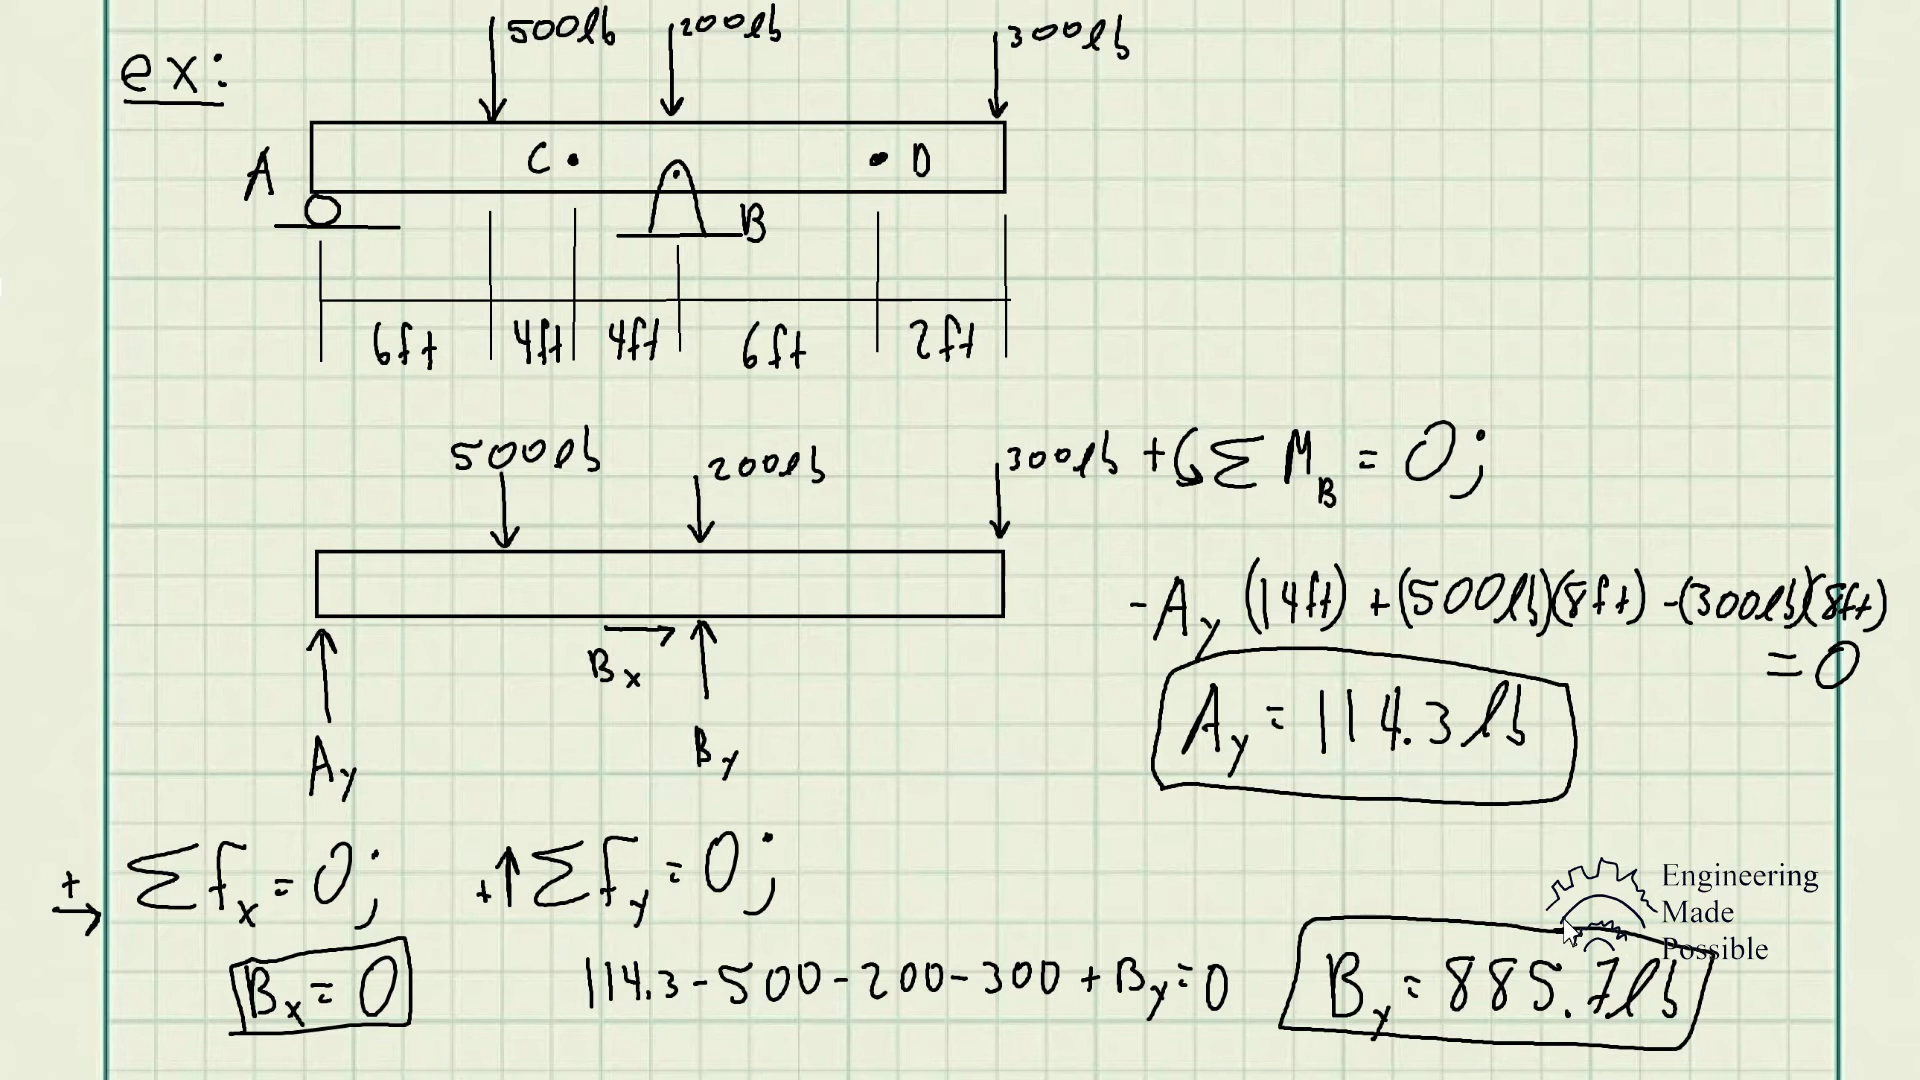 ex:
500lb 200lb 300lb
A C D
B
6ft 4ft 4ft 6ft 2ft
500lb 200lb 300lb
+↺ΣM_B = 0;
-A_y (14ft) + (500lb)(8ft) - (300lb)(8ft)
= 0
B_x
A_y = 114.3lb
A_y B_y
+→ Σf_x = 0; +↑Σf_y = 0;
B_x = 0
114.3 - 500 - 200 - 300 + B_y = 0
B_y = 885.7lb
Engineering
Made
Possible